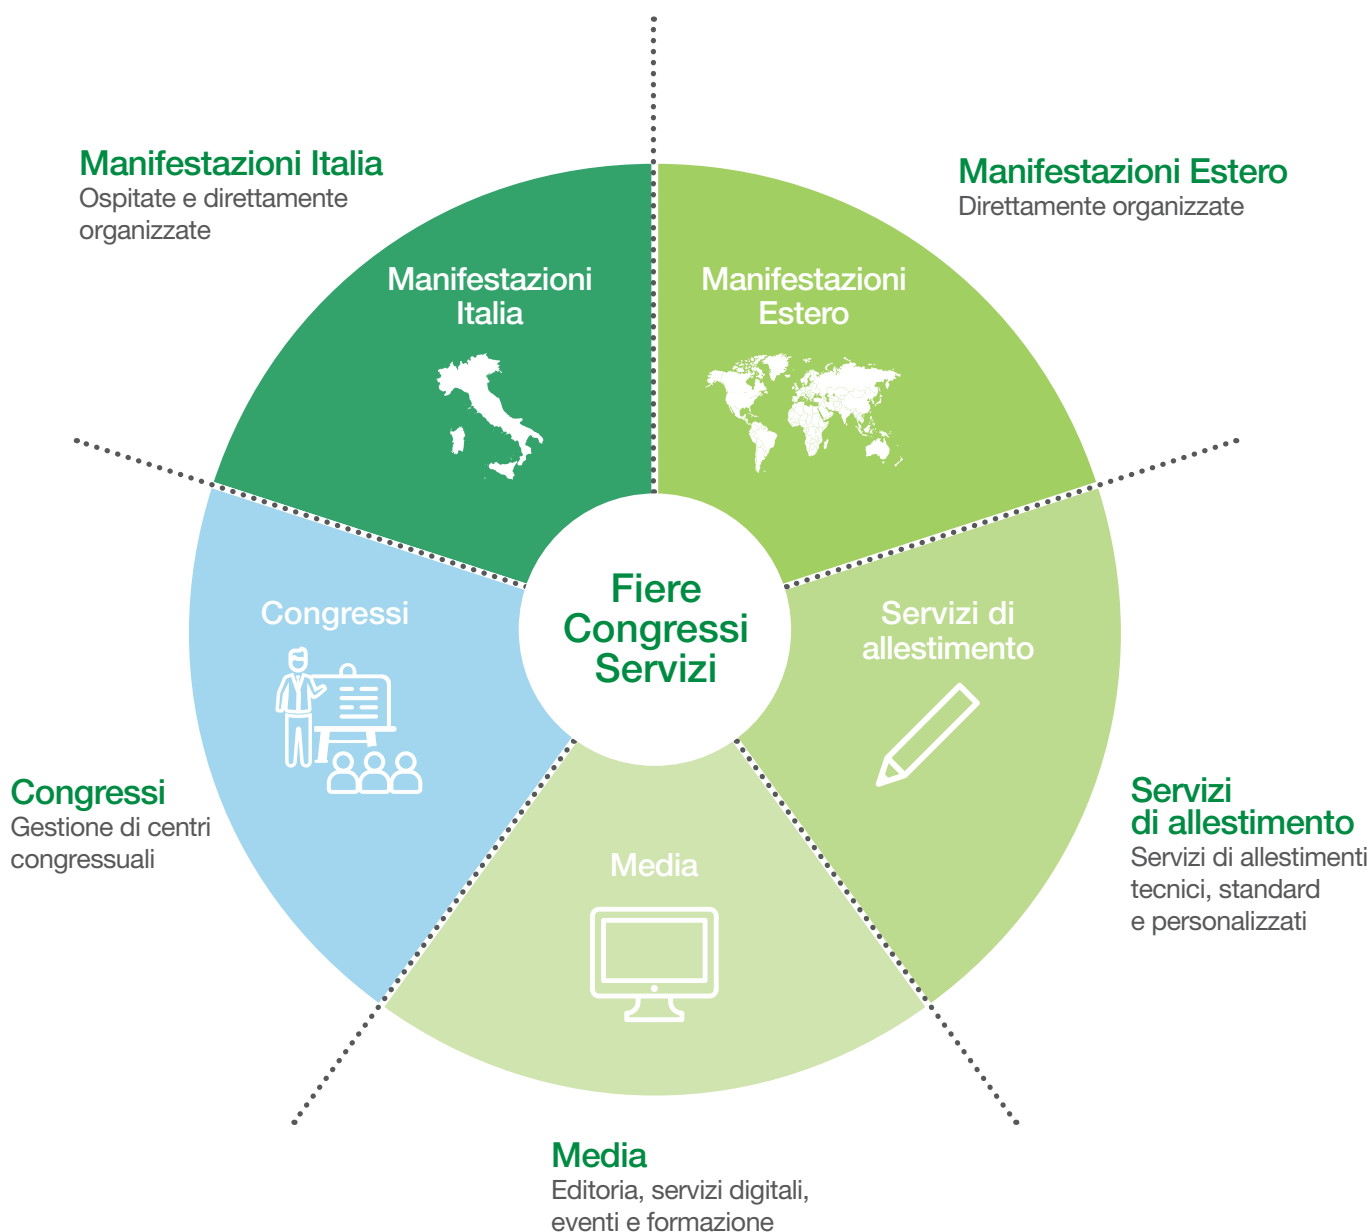 Manifestazioni Italia
Ospitate e direttamente
organizzate
Manifestazioni Estero
Direttamente organizzate
Manifestazioni
Italia
Manifestazioni
Estero
Fiere
Congressi
Servizi
Congressi
Servizi di
allestimento
Congressi
Gestione di centri
congressuali
Servizi
di allestimento
Servizi di allestimenti
tecnici, standard
e personalizzati
Media
Media
Editoria, servizi digitali,
eventi e formazione